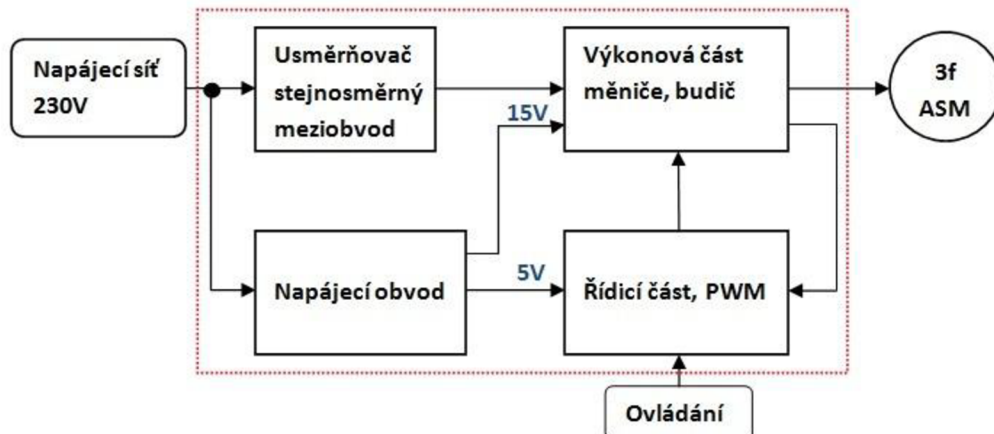 Napájecí síť
230V
Usměrňovač
stejnosměrný
meziobvod
Výkonová část
měniče, budič
3f
ASM
15V
Napájecí obvod
5V
Řídicí část, PWM
Ovládání